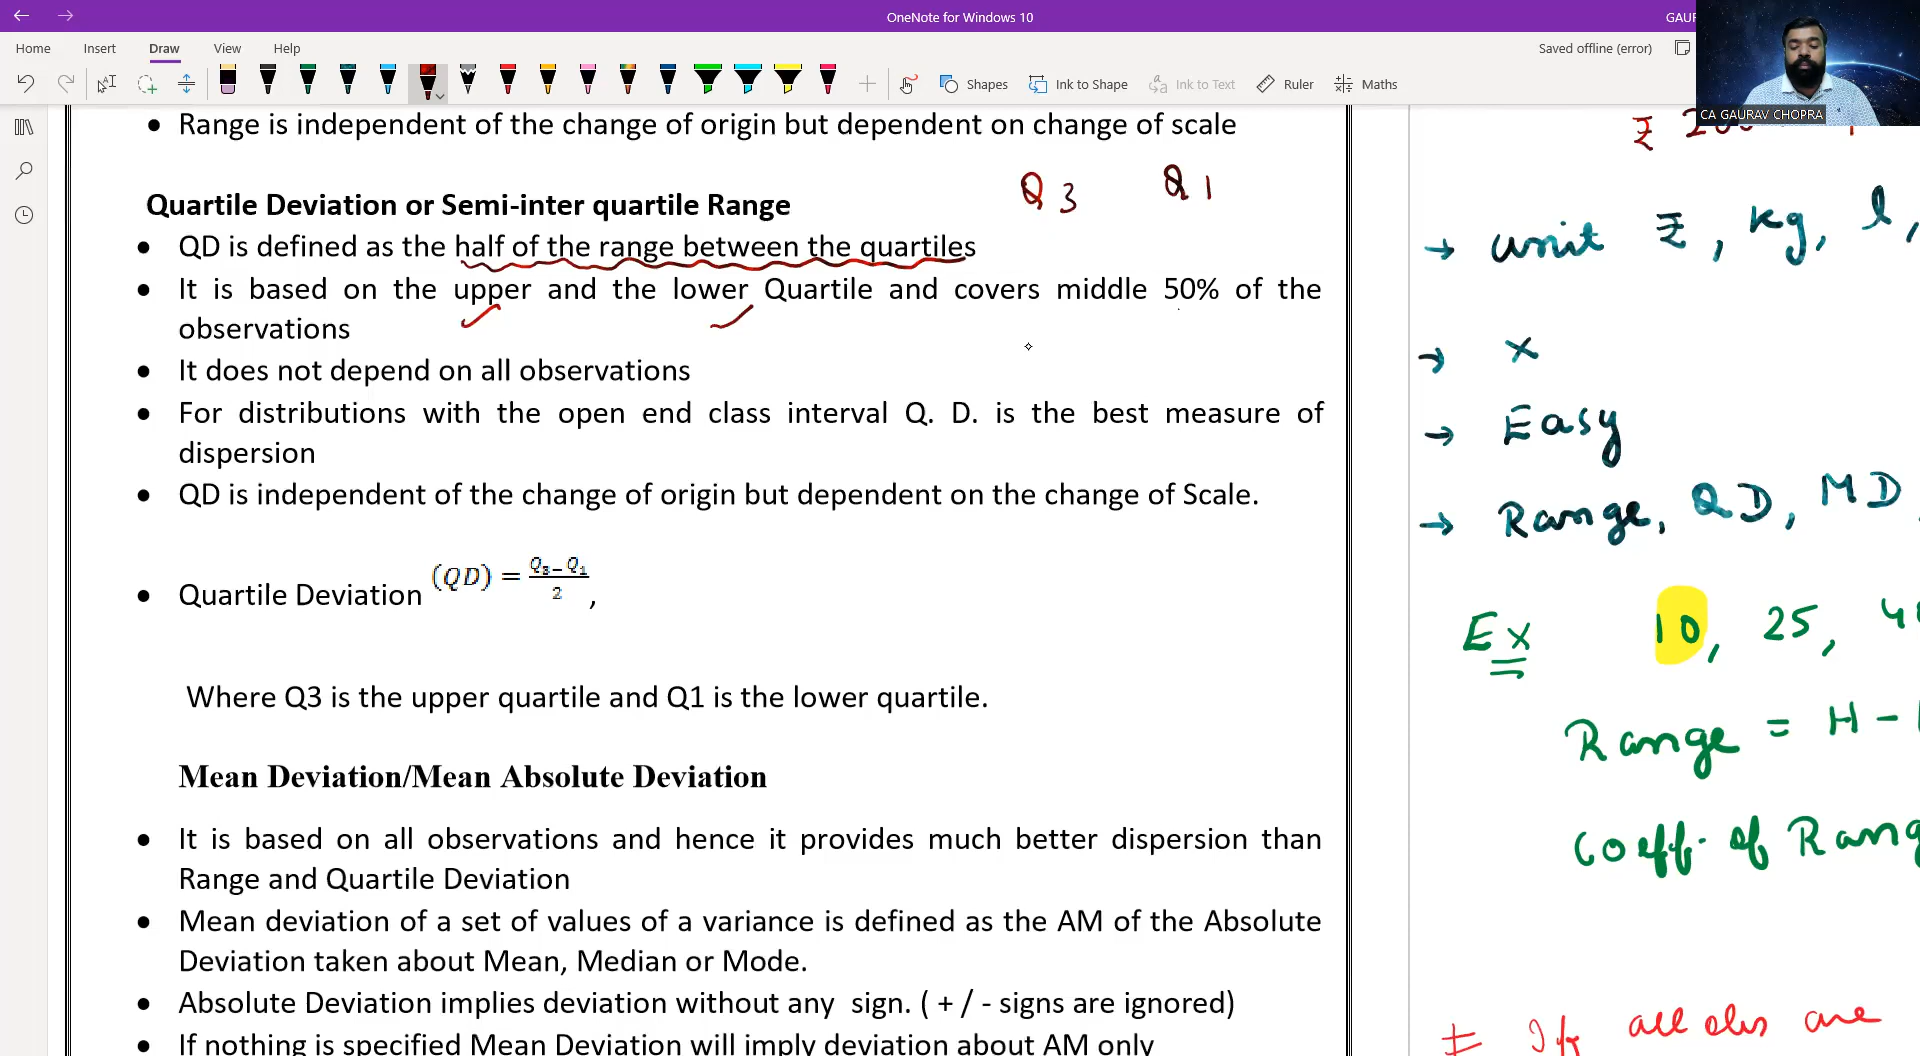 OneNote for Windows 10
GAUR
Home Insert Draw View Help
Saved offline (error)
Shapes Ink to Shape Ink to Text Ruler Maths
CA GAURAV CHOPRA
• Range is independent of the change of origin but dependent on change of scale
Q3 Q1
Quartile Deviation or Semi-inter quartile Range
• QD is defined as the half of the range between the quartiles
• It is based on the upper and the lower Quartile and covers middle 50% of the
observations
• It does not depend on all observations
• For distributions with the open end class interval Q. D. is the best measure of
dispersion
• QD is independent of the change of origin but dependent on the change of Scale.
• Quartile Deviation (QD) = (Q₃ – Q₁)/2 ,
Where Q3 is the upper quartile and Q1 is the lower quartile.
Mean Deviation/Mean Absolute Deviation
• It is based on all observations and hence it provides much better dispersion than
Range and Quartile Deviation
• Mean deviation of a set of values of a variance is defined as the AM of the Absolute
Deviation taken about Mean, Median or Mode.
• Absolute Deviation implies deviation without any sign. ( + / - signs are ignored)
• If nothing is specified Mean Deviation will imply deviation about AM only
→ unit ₹, kg, l,
→ ×
→ Easy
→ Range, QD, MD
Ex 10, 25,
Range = H -
Coeff. of Rang
If all obs are